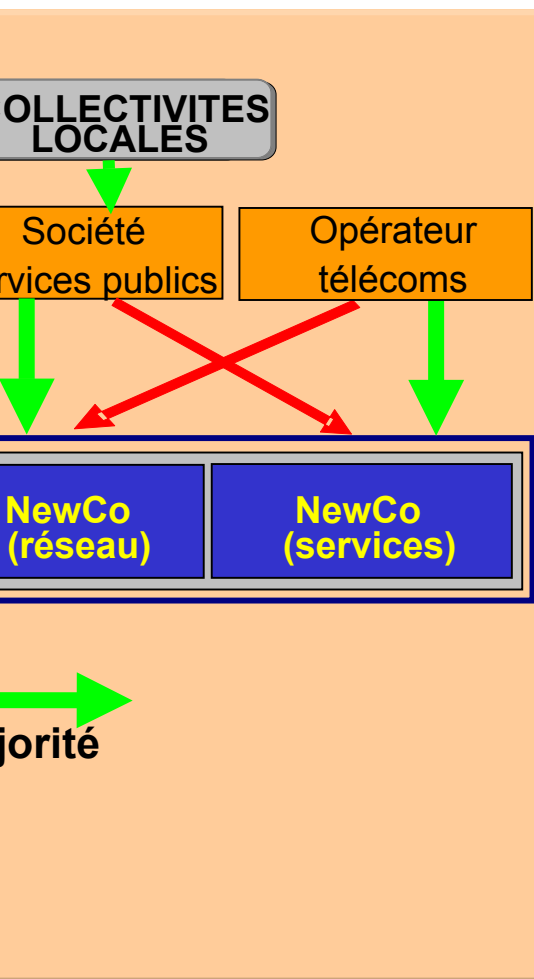 OLLECTIVITES
LOCALES
Société
rvices publics
Opérateur
télécoms
NewCo
(réseau)
NewCo
(services)
jorité